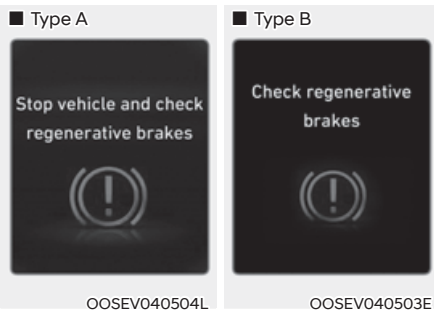 ■ Type A
Stop vehicle and check
regenerative brakes
OOSEV040504L
■ Type B
Check regenerative
brakes
OOSEV040503E